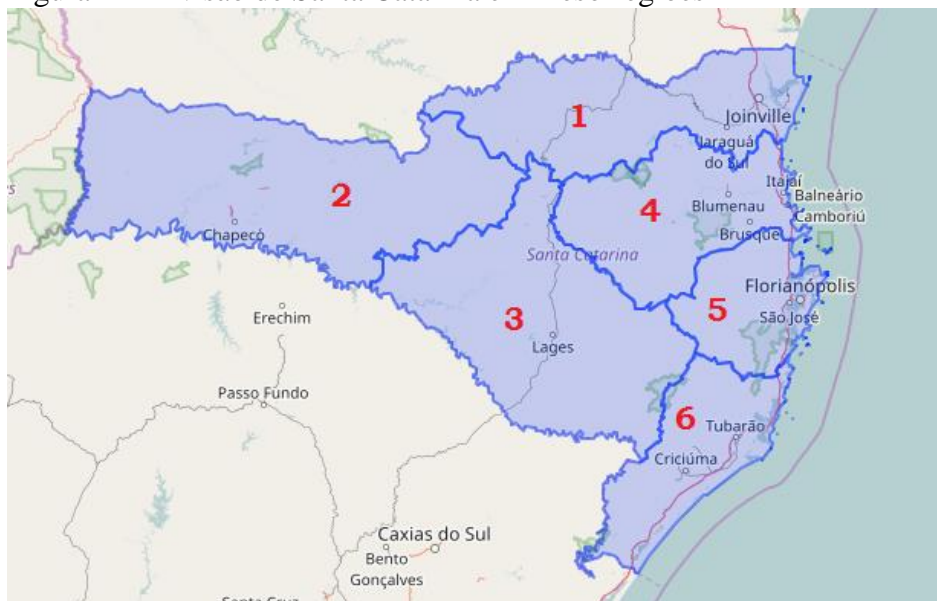 1
Joinville
Jaraguá
do Sul
2
4
Itajaí
Balneário
Camboriú
Blumenau
Brusque
Chapecó
Santa Catarina
Florianópolis
5
São José
3
Erechim
Lages
Passo Fundo
6
Tubarão
Criciúma
Caxias do Sul
Bento
Gonçalves